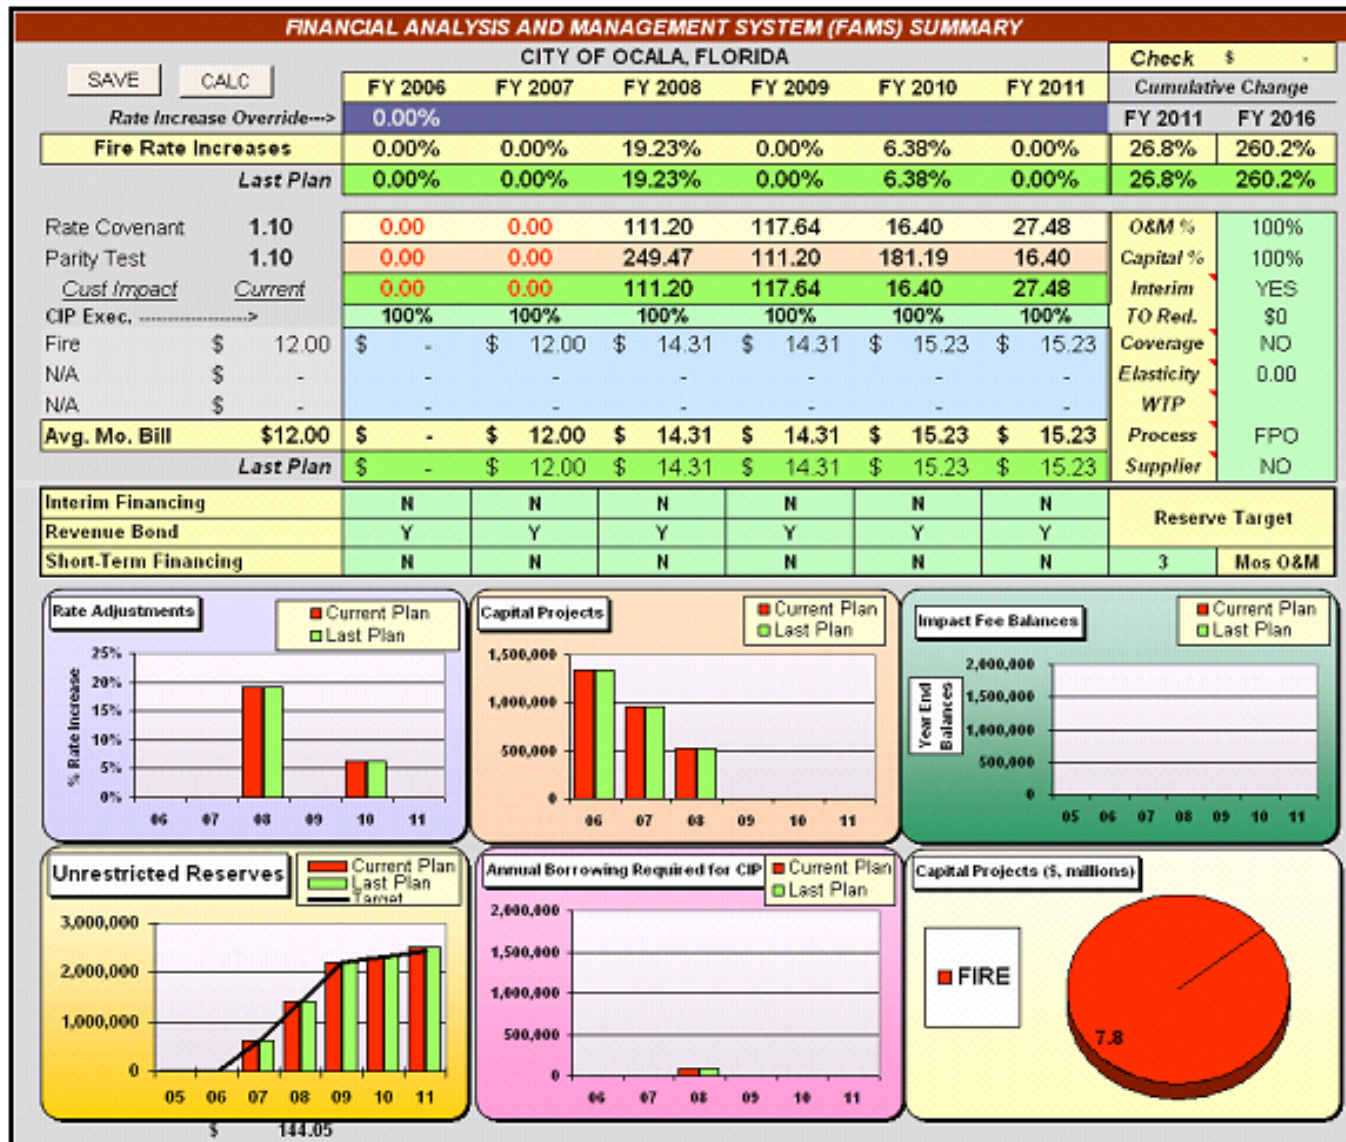 FINANCIAL ANALYSIS AND MANAGEMENT SYSTEM (FAMS) SUMMARY
CITY OF OCALA, FLORIDA Check $ -
SAVE CALC FY 2006 FY 2007 FY 2008 FY 2009 FY 2010 FY 2011 Cumulative Change
Rate Increase Override---> 0.00% FY 2011 FY 2016
Fire Rate Increases 0.00% 0.00% 19.23% 0.00% 6.38% 0.00% 26.8% 260.2%
Last Plan 0.00% 0.00% 19.23% 0.00% 6.38% 0.00% 26.8% 260.2%
Rate Covenant 1.10 0.00 0.00 111.20 117.64 16.40 27.48 O&M % 100%
Parity Test 1.10 0.00 0.00 249.47 111.20 181.19 16.40 Capital % 100%
Cust Impact Current 0.00 0.00 111.20 117.64 16.40 27.48 Interim YES
CIP Exec. --------------------> 100% 100% 100% 100% 100% 100% TO Red. $0
Fire $ 12.00 $ - $ 12.00 $ 14.31 $ 14.31 $ 15.23 $ 15.23 Coverage NO
N/A $ - - - - - - - Elasticity 0.00
N/A $ - - - - - - - WTP
Avg. Mo. Bill $12.00 $ - $ 12.00 $ 14.31 $ 14.31 $ 15.23 $ 15.23 Process FPO
Last Plan $ - $ 12.00 $ 14.31 $ 14.31 $ 15.23 $ 15.23 Supplier NO
Interim Financing N N N N N N Reserve Target
Revenue Bond Y Y Y Y Y Y
Short-Term Financing N N N N N N 3 Mos O&M
Rate Adjustments
Current Plan
Last Plan
% Rate Increase
25%
20%
15%
10%
5%
0%
06 07 08 09 10 11
Capital Projects
Current Plan
Last Plan
1,500,000
1,000,000
500,000
0
06 07 08 09 10 11
Impact Fee Balances
Current Plan
Last Plan
Year End
Balances
2,000,000
1,500,000
1,000,000
500,000
0
05 06 07 08 09 10 11
Unrestricted Reserves
Current Plan
Last Plan
Target
3,000,000
2,000,000
1,000,000
0
05 06 07 08 09 10 11
Annual Borrowing Required for CIP
Current Plan
Last Plan
2,000,000
1,500,000
1,000,000
500,000
0
06 07 08 09 10 11
Capital Projects ($, millions)
FIRE
7.8
$ 144.05